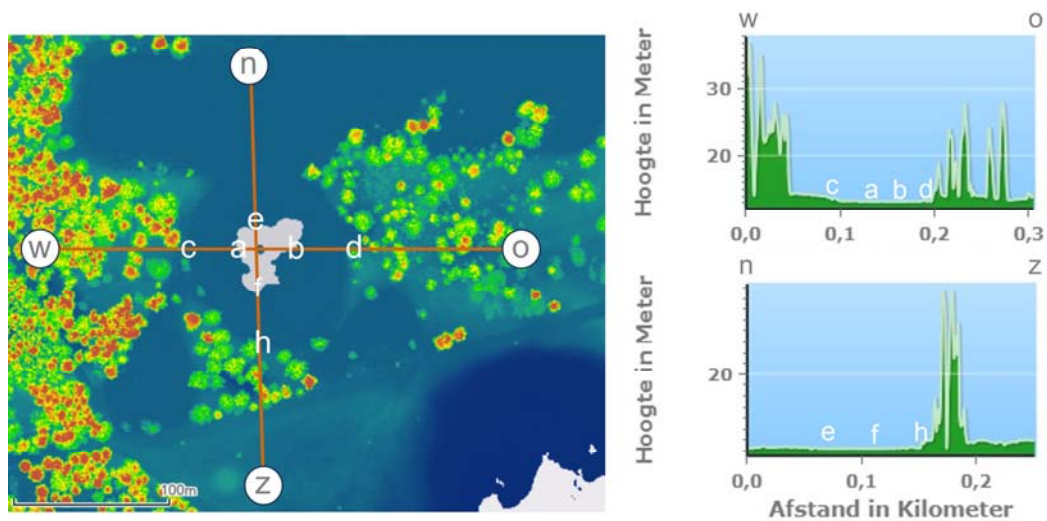 n
e
w c a b d o
f
h
z
100m
w o
Hoogte in Meter
30
20
c a b d
0,0 0,1 0,2 0,3
n z
Hoogte in Meter
20
e f h
0,0 0,1 0,2
Afstand in Kilometer